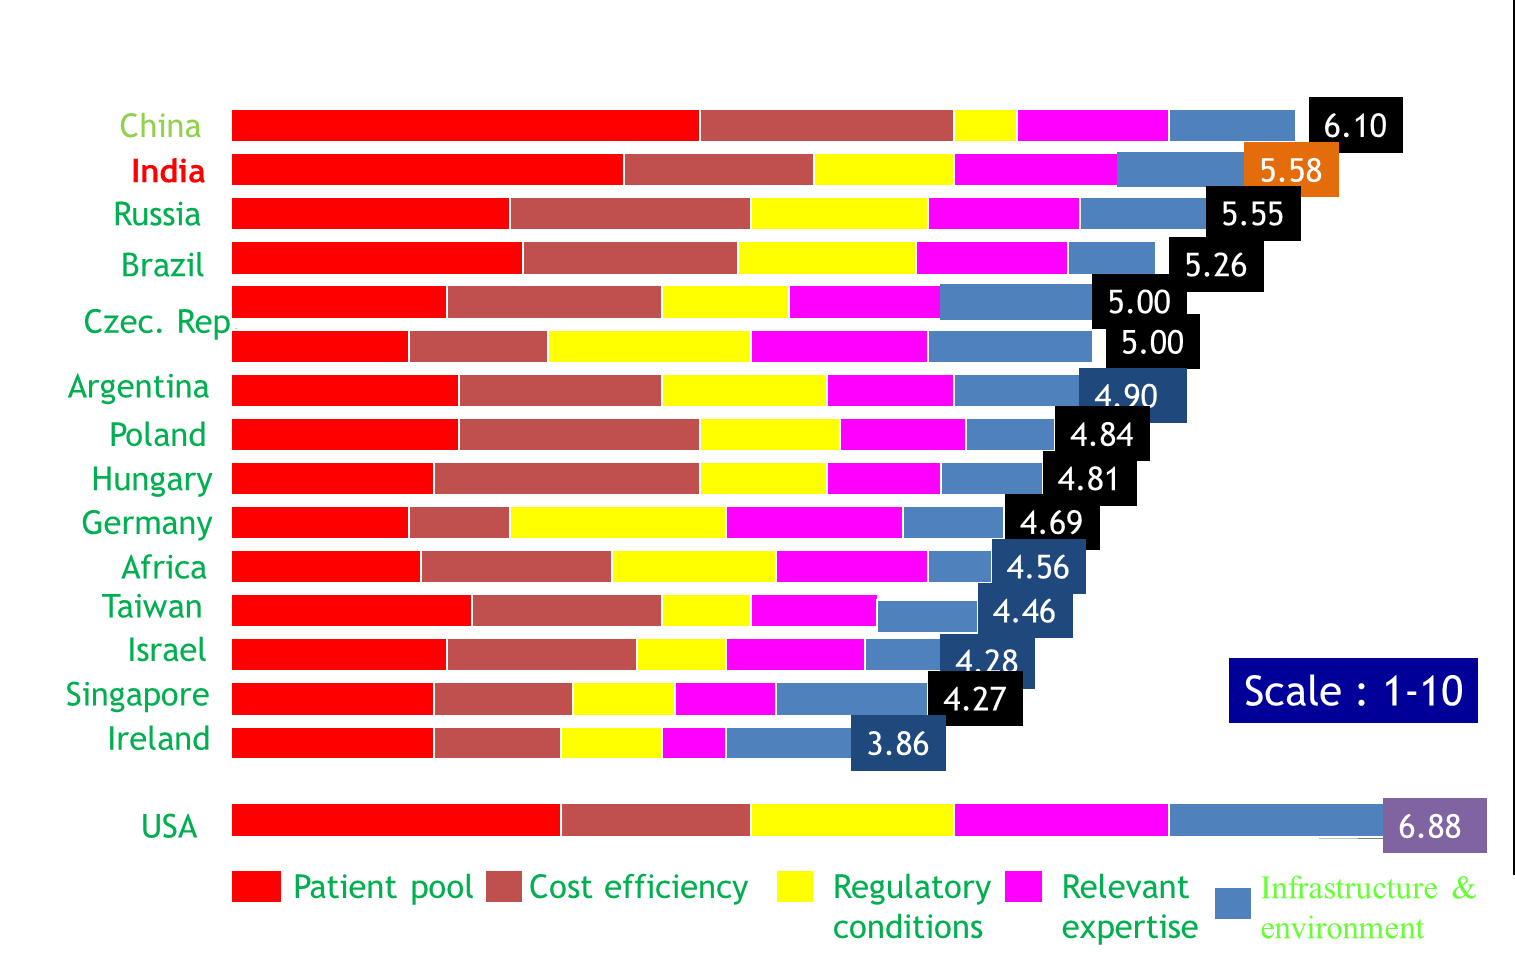 China 6.10
India 5.58
Russia 5.55
Brazil 5.26
5.00
Czec. Rep.
5.00
Argentina 4.90
Poland 4.84
Hungary 4.81
Germany 4.69
Africa 4.56
Taiwan 4.46
Israel 4.28
Singapore 4.27
Scale : 1-10
Ireland 3.86
USA 6.88
Patient pool
Cost efficiency
Regulatory
conditions
Relevant
expertise
Infrastructure &
environment